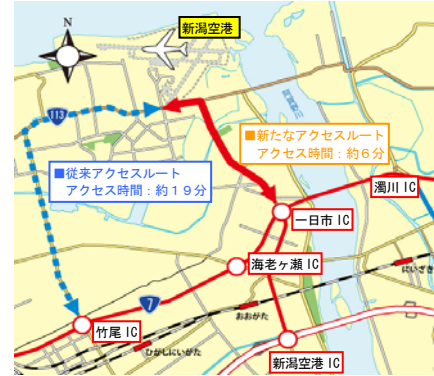 新潟空港
N
113
■新たなアクセスルート
アクセス時間：約６分
■従来アクセスルート
アクセス時間：約１９分
濁川 IC
一日市 IC
海老ヶ瀬 IC
にいざき
7
竹尾 IC
おおがた
ひがしにいがた
新潟空港 IC